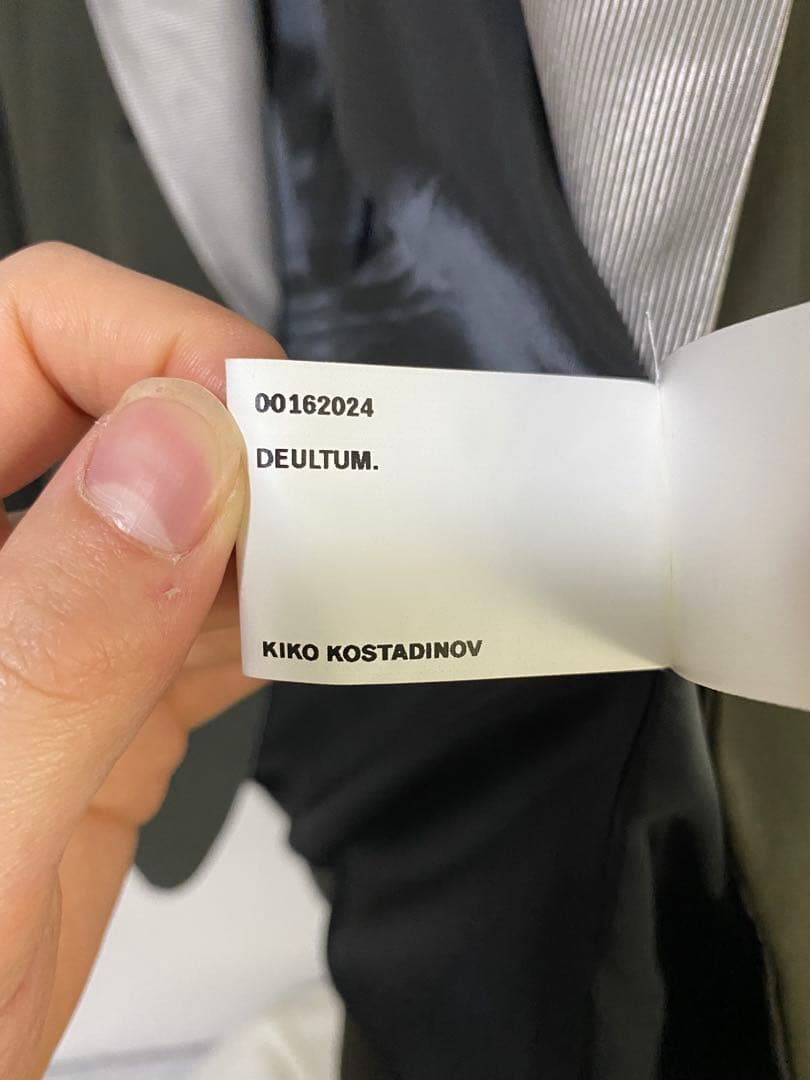 00162024
DEULTUM.
KIKO KOSTADINOV